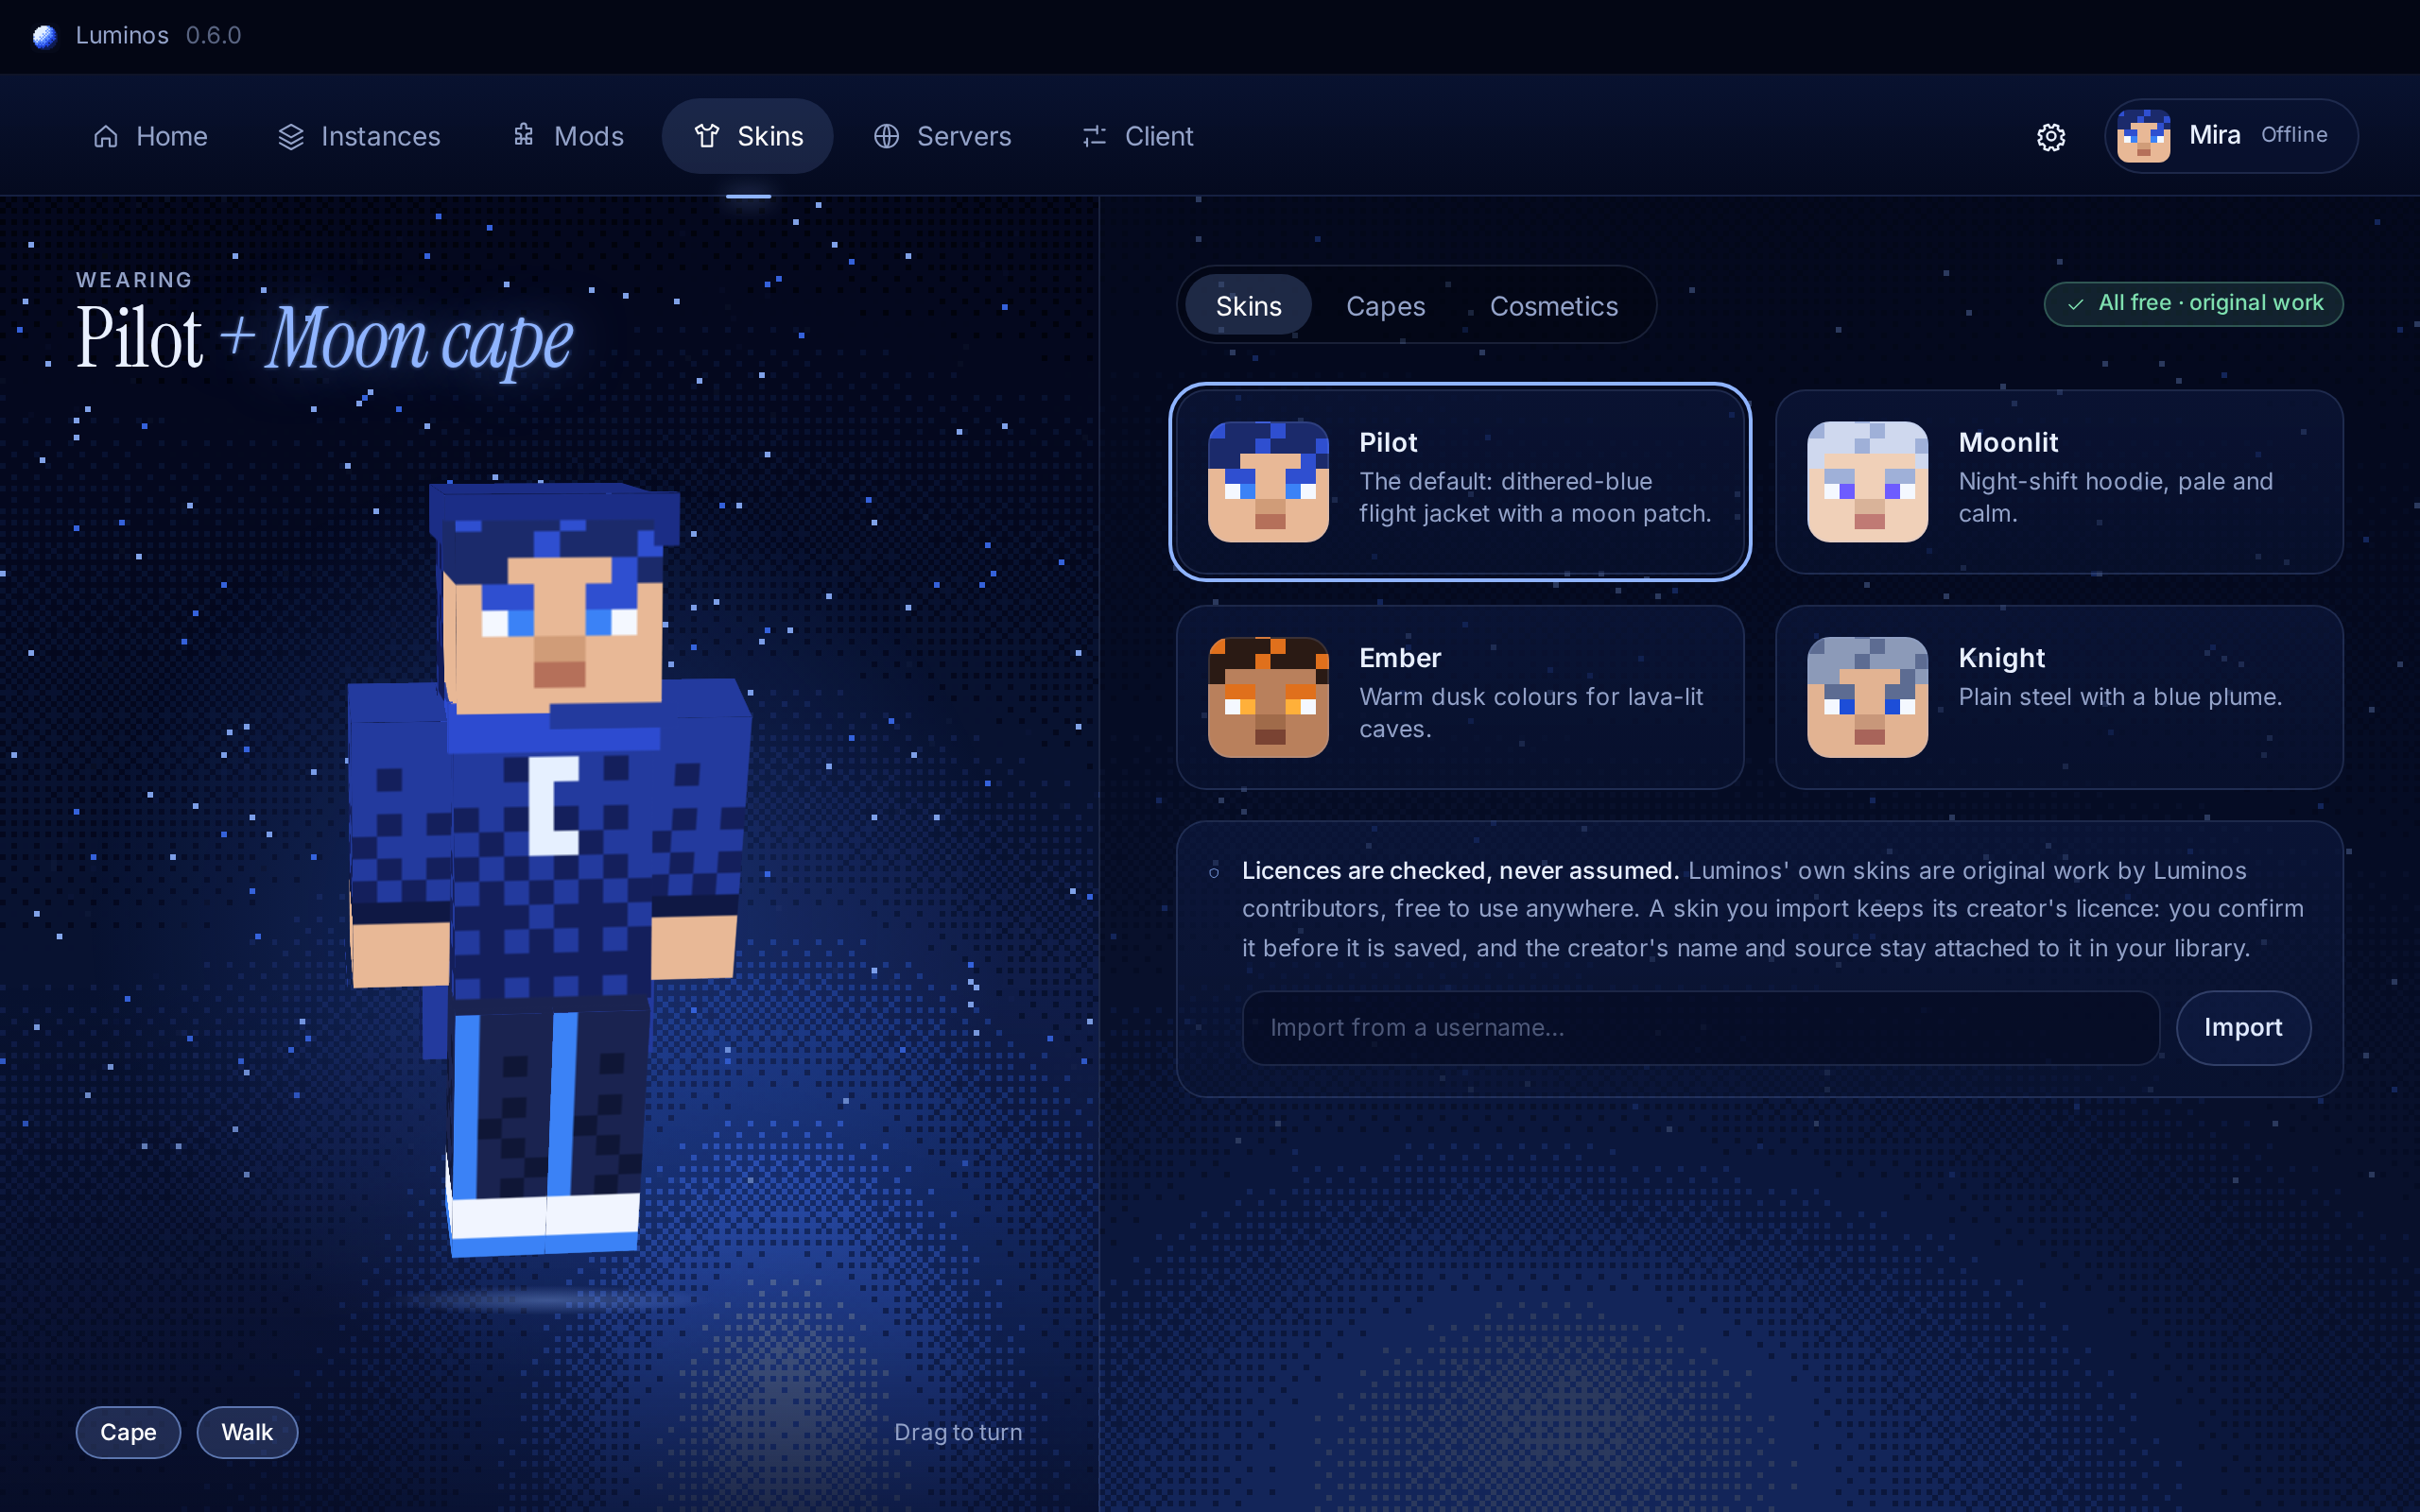 Luminos 0.6.0
Home Instances Mods Skins Servers Client Mira Offline
WEARING
Pilot + Moon cape
Cape Walk Drag to turn
Skins Capes Cosmetics All free · original work
Pilot
The default: dithered-blue
flight jacket with a moon patch.
Moonlit
Night-shift hoodie, pale and
calm.
Ember
Warm dusk colours for lava-lit
caves.
Knight
Plain steel with a blue plume.
Licences are checked, never assumed. Luminos' own skins are original work by Luminos
contributors, free to use anywhere. A skin you import keeps its creator's licence: you confirm
it before it is saved, and the creator's name and source stay attached to it in your library.
Import from a username... Import